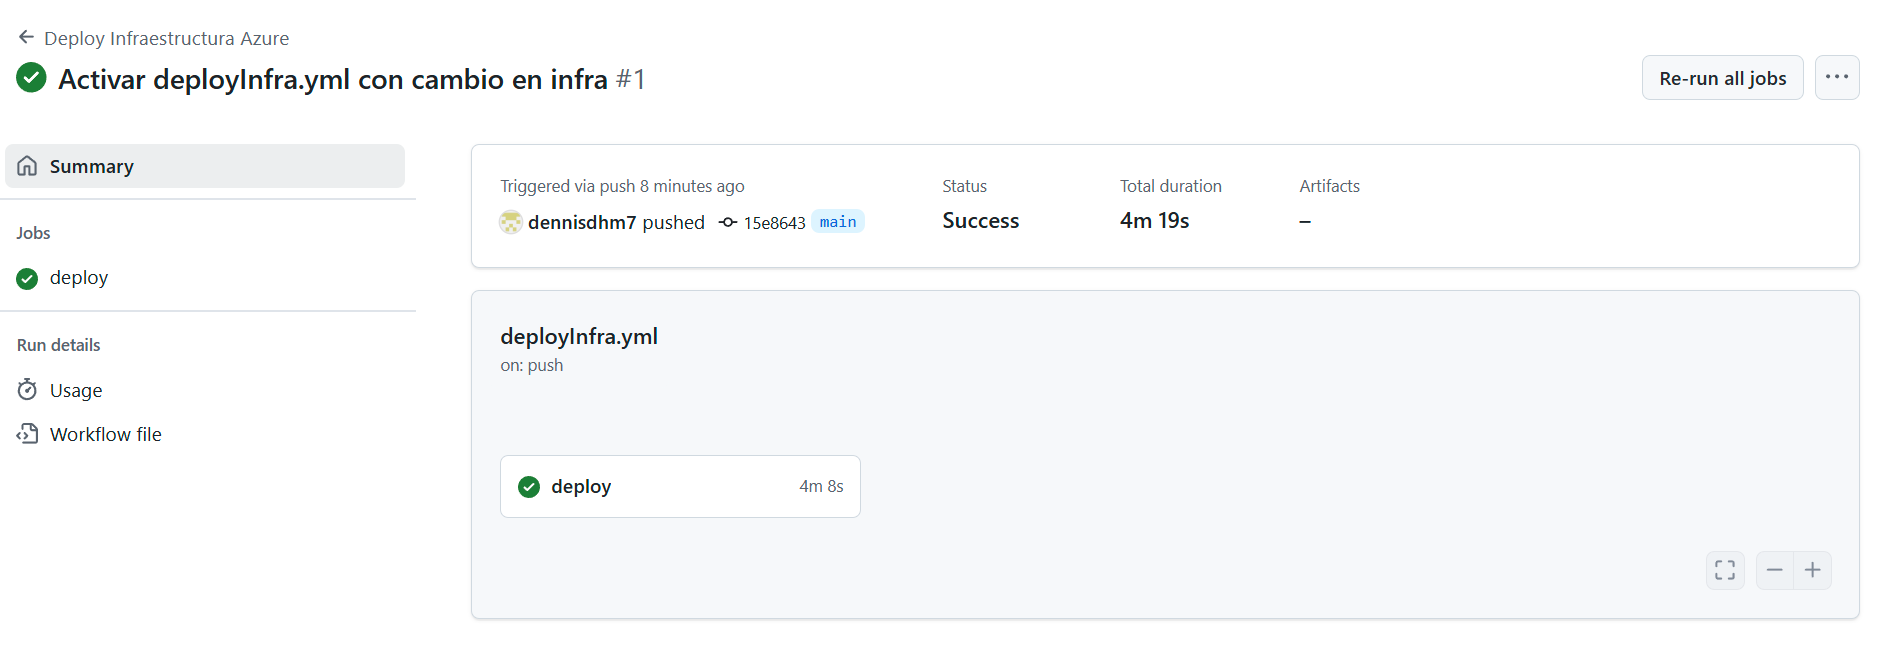 Deploy Infraestructura Azure
Activar deployInfra.yml con cambio en infra #1
Re-run all jobs
Summary
Jobs
deploy
Run details
Usage
Workflow file
Triggered via push 8 minutes ago
dennisdhm7 pushed 15e8643 main
Status
Success
Total duration
4m 19s
Artifacts
–
deployInfra.yml
on: push
deploy 4m 8s